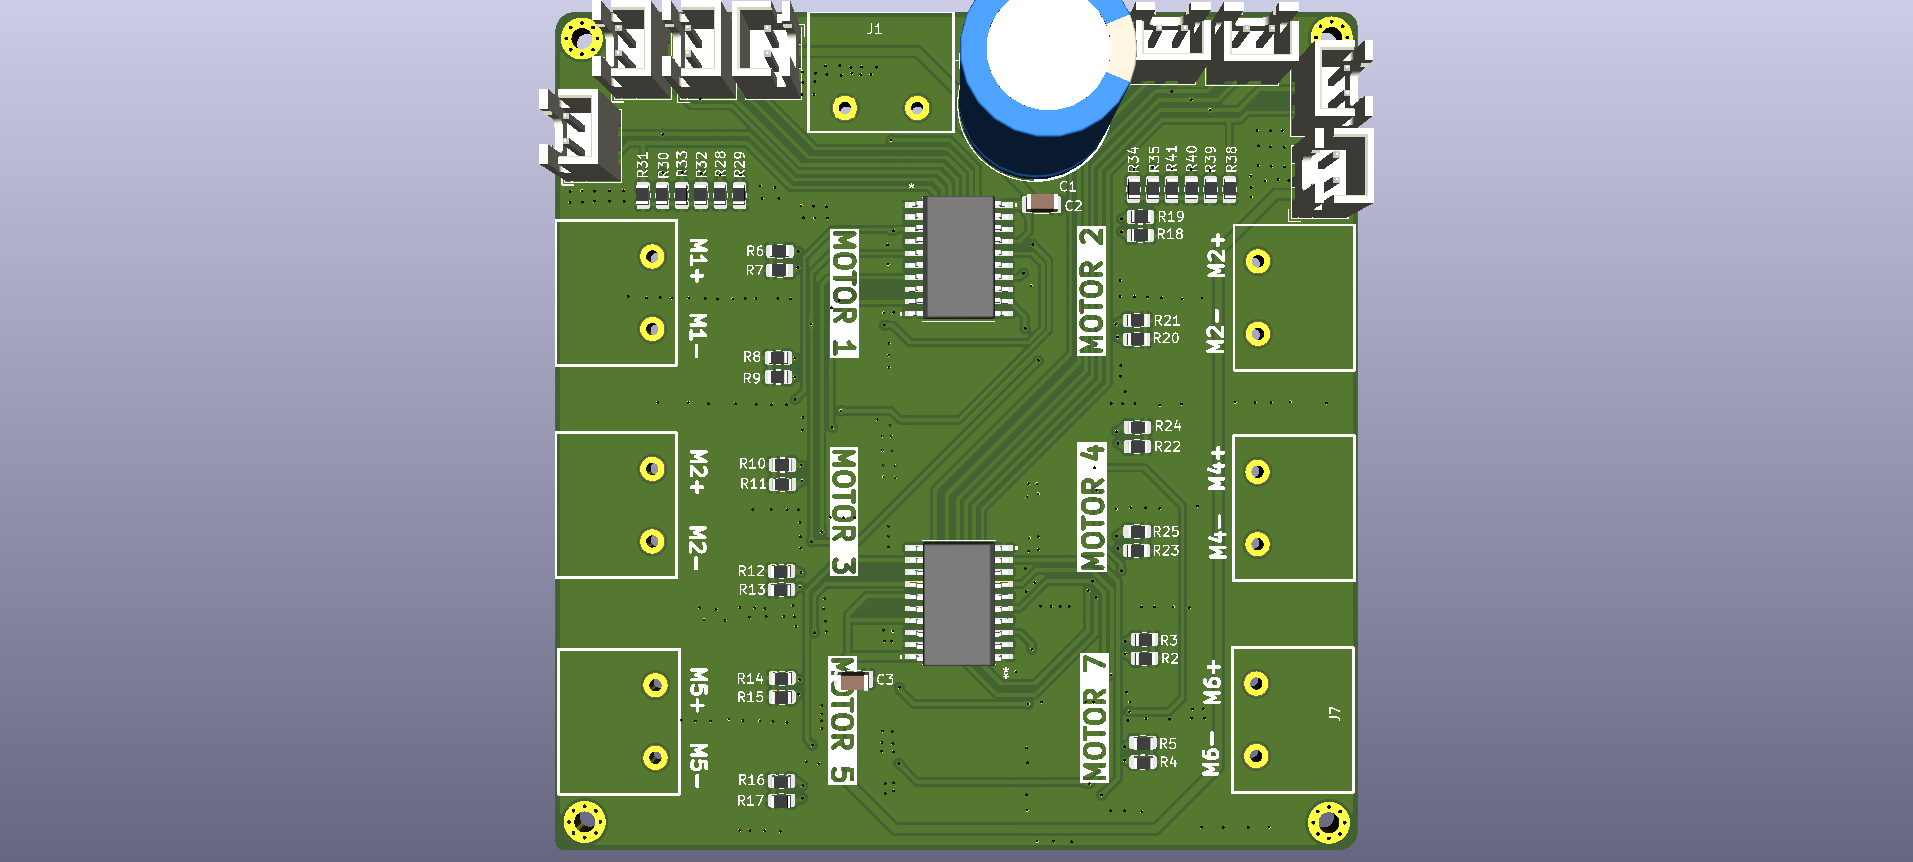 J1
R31
R30
R33
R32
R28
R29
R34
R35
R41
R40
R39
R38
*
C1
C2
R19
R18
M1+
M1-
R6
R7
MOTOR 1
MOTOR 2
M2+
M2-
R21
R20
R8
R9
R24
R22
M2+
M2-
R10
R11
MOTOR 3
MOTOR 4
M4+
M4-
R25
R23
R12
R13
R3
R2
*
M5+
M5-
R14
R15
C3
MOTOR 5
MOTOR 7
M6+
M6-
J7
R5
R4
R16
R17